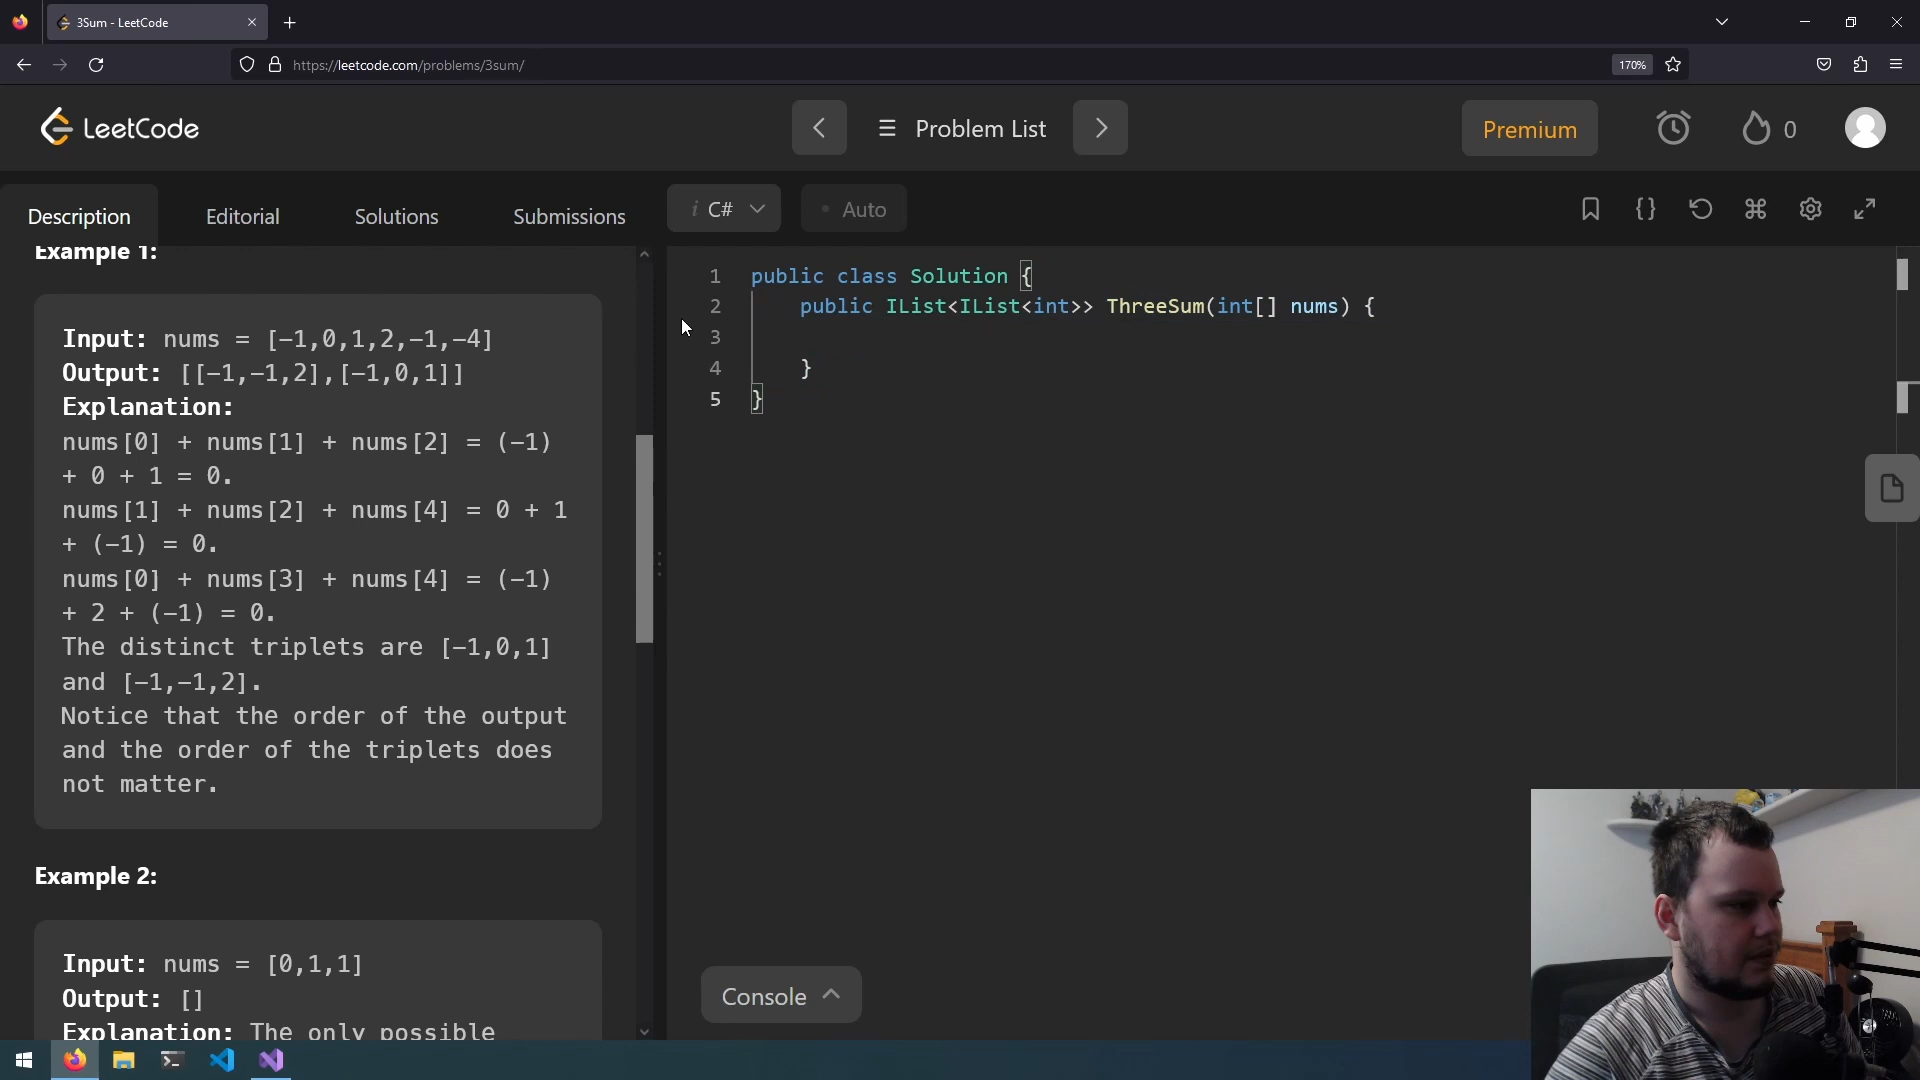 3Sum - LeetCode
https://leetcode.com/problems/3sum/
170%
LeetCode
Problem List
Premium
0
Description
Editorial
Solutions
Submissions
i C#
• Auto
Example 1:
Input: nums = [-1,0,1,2,-1,-4]
Output: [[-1,-1,2],[-1,0,1]]
Explanation:
nums[0] + nums[1] + nums[2] = (-1)
+ 0 + 1 = 0.
nums[1] + nums[2] + nums[4] = 0 + 1
+ (-1) = 0.
nums[0] + nums[3] + nums[4] = (-1)
+ 2 + (-1) = 0.
The distinct triplets are [-1,0,1]
and [-1,-1,2].
Notice that the order of the output
and the order of the triplets does
not matter.
Example 2:
Input: nums = [0,1,1]
Output: []
Explanation: The only possible
1 public class Solution {
2 public IList<IList<int>> ThreeSum(int[] nums) {
3
4 }
5 }
Console